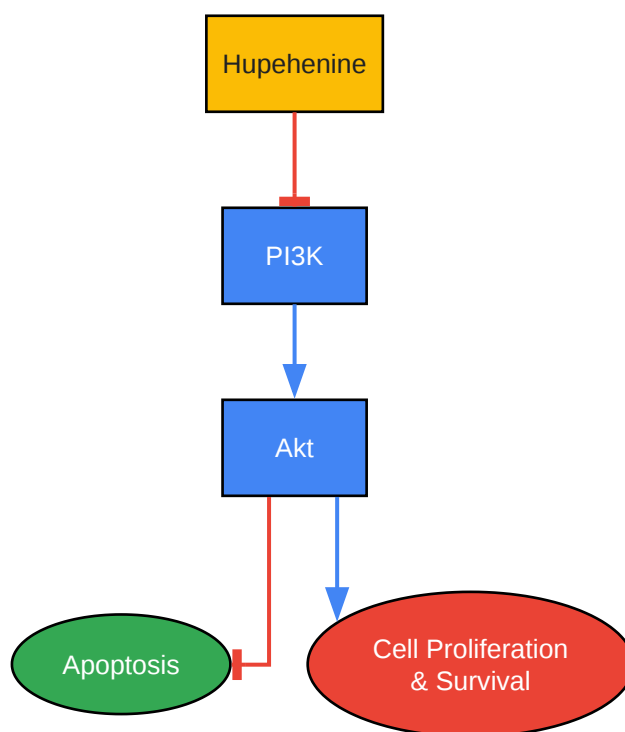 Hupehenine
PI3K
Akt
Apoptosis
Cell Proliferation
& Survival